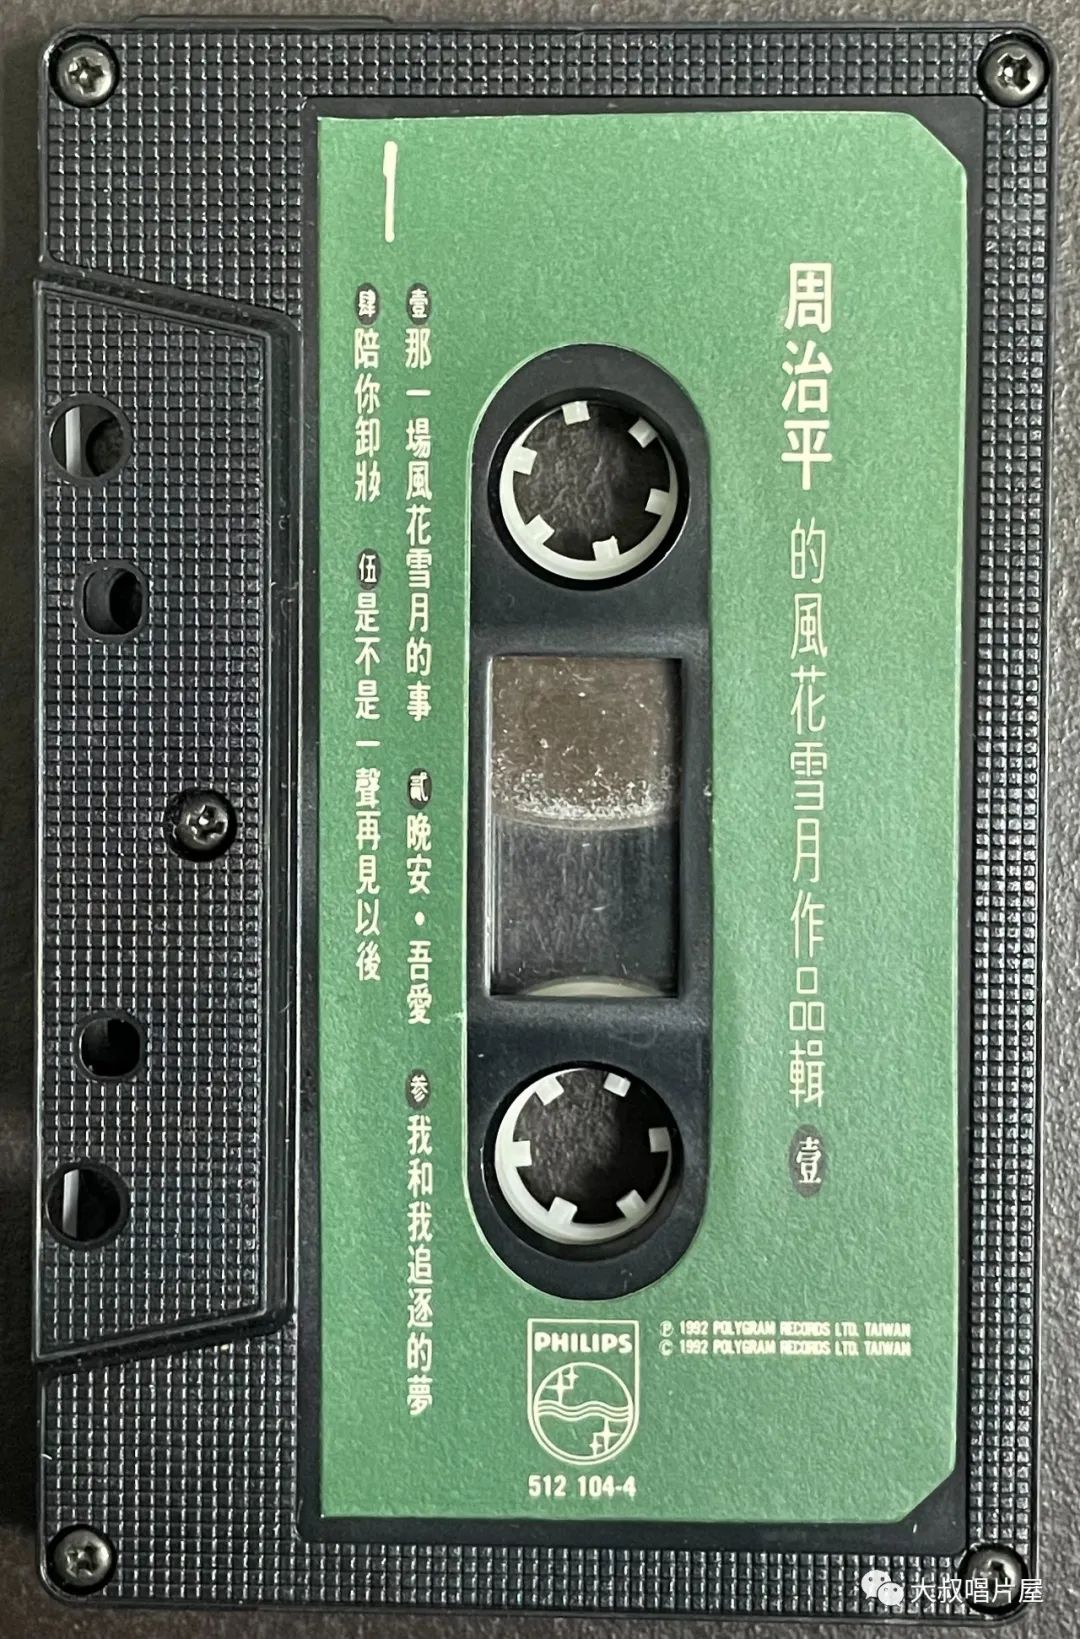 周治平 的風花雪月作品輯 壹
1
壹那一場風花雪月的事 貳晚安·吾愛 参我和我追逐的夢
肆陪你卸妝 伍是不是一聲再見以後
PHILIPS
512 104-4
Ⓟ 1992 POLYGRAM RECORDS LTD. TAIWAN
© 1992 POLYGRAM RECORDS LTD. TAIWAN
大叔唱片屋